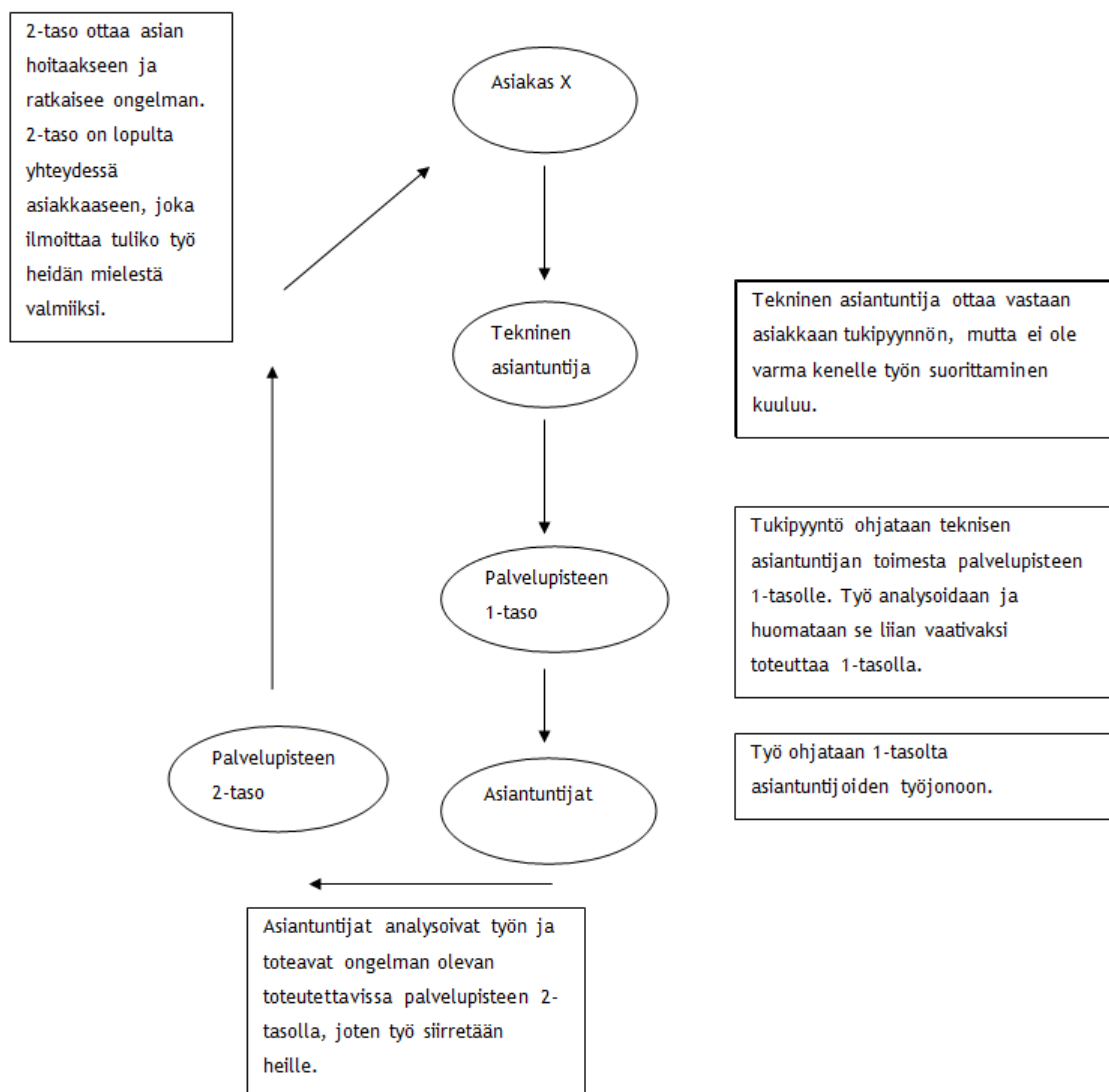 2-taso ottaa asian
hoitaakseen ja
ratkaisee ongelman.
2-taso on lopulta
yhteydessä
asiakkaaseen, joka
ilmoittaa tuliko työ
heidän mielestä
valmiiksi.
Asiakas X
Tekninen
asiantuntija
Tekninen asiantuntija ottaa vastaan
asiakkaan tukipyynnön, mutta ei ole
varma kenelle työn suorittaminen
kuuluu.
Palvelupisteen
1-taso
Tukipyyntö ohjataan teknisen
asiantuntijan toimesta palvelupisteen
1-tasolle. Työ analysoidaan ja
huomataan se liian vaativaksi
toteuttaa 1-tasolla.
Palvelupisteen
2-taso
Asiantuntijat
Työ ohjataan 1-tasolta
asiantuntijoiden työjonoon.
Asiantuntijat analysoivat työn ja
toteavat ongelman olevan
toteutettavissa palvelupisteen 2-
tasolla, joten työ siirretään
heille.